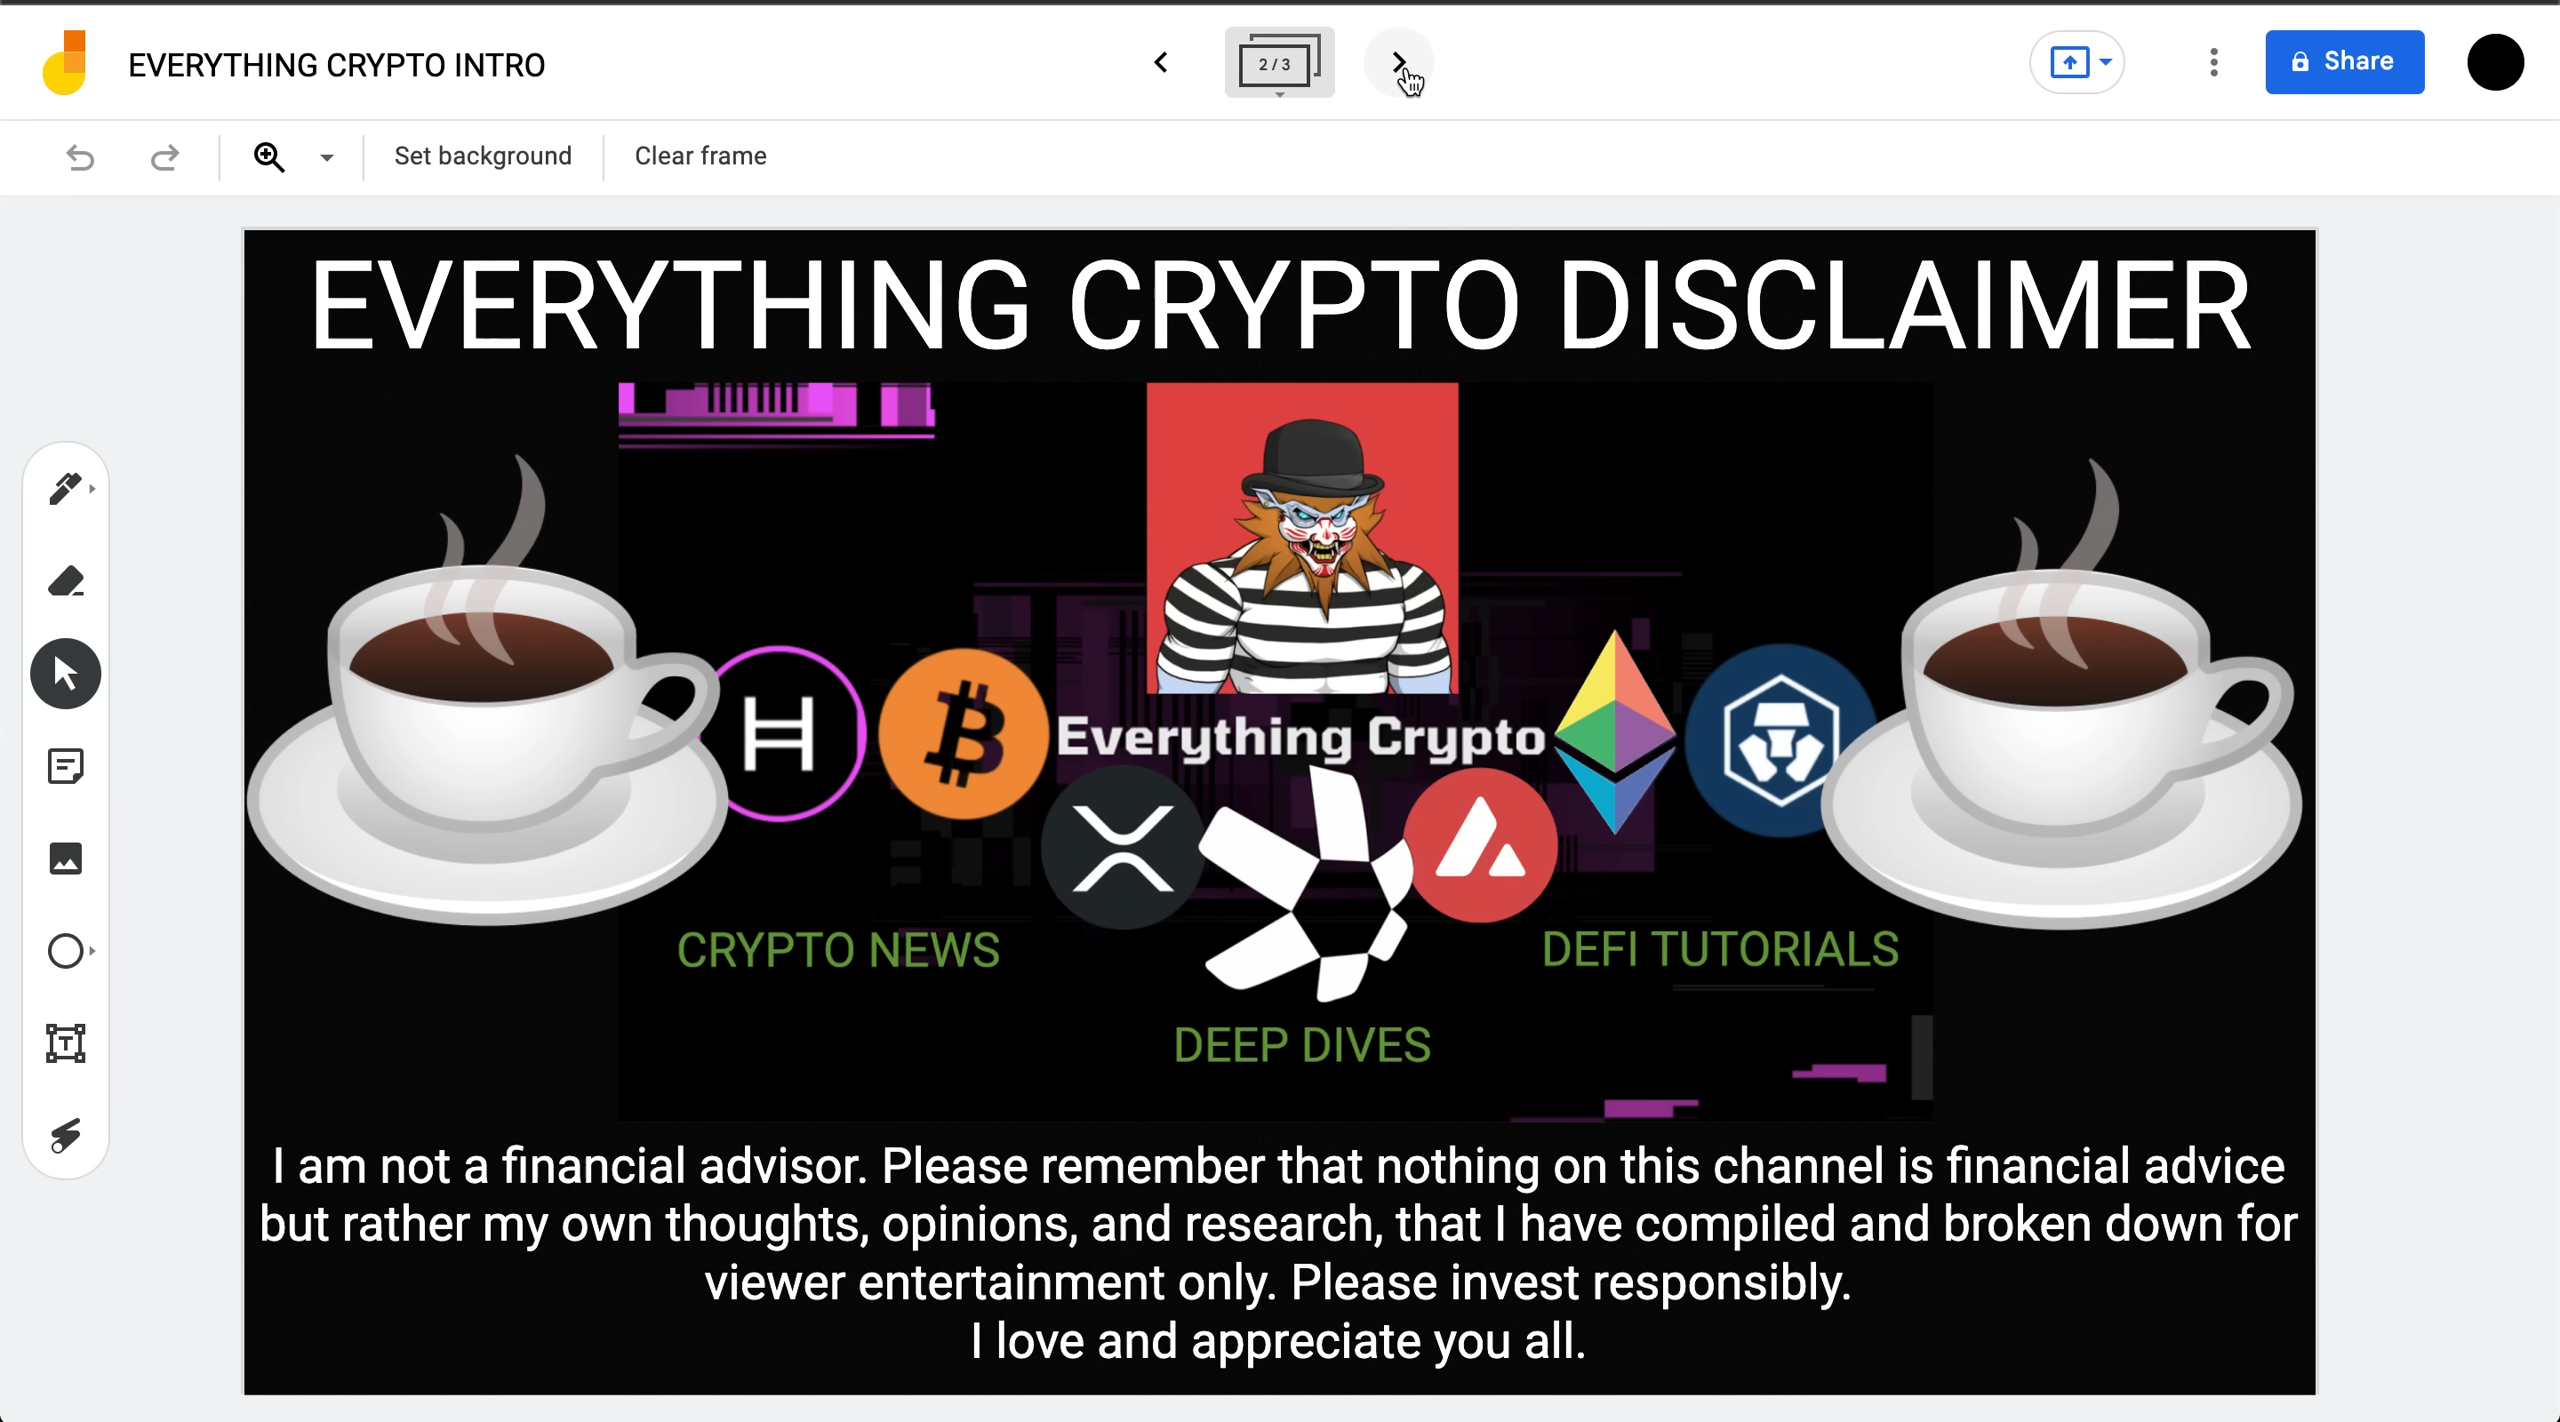 EVERYTHING CRYPTO INTRO
2 / 3
Share
Set background
Clear frame
EVERYTHING CRYPTO DISCLAIMER
Everything Crypto
CRYPTO NEWS
DEFI TUTORIALS
DEEP DIVES
I am not a financial advisor. Please remember that nothing on this channel is financial advice
but rather my own thoughts, opinions, and research, that I have compiled and broken down for
viewer entertainment only. Please invest responsibly.
I love and appreciate you all.